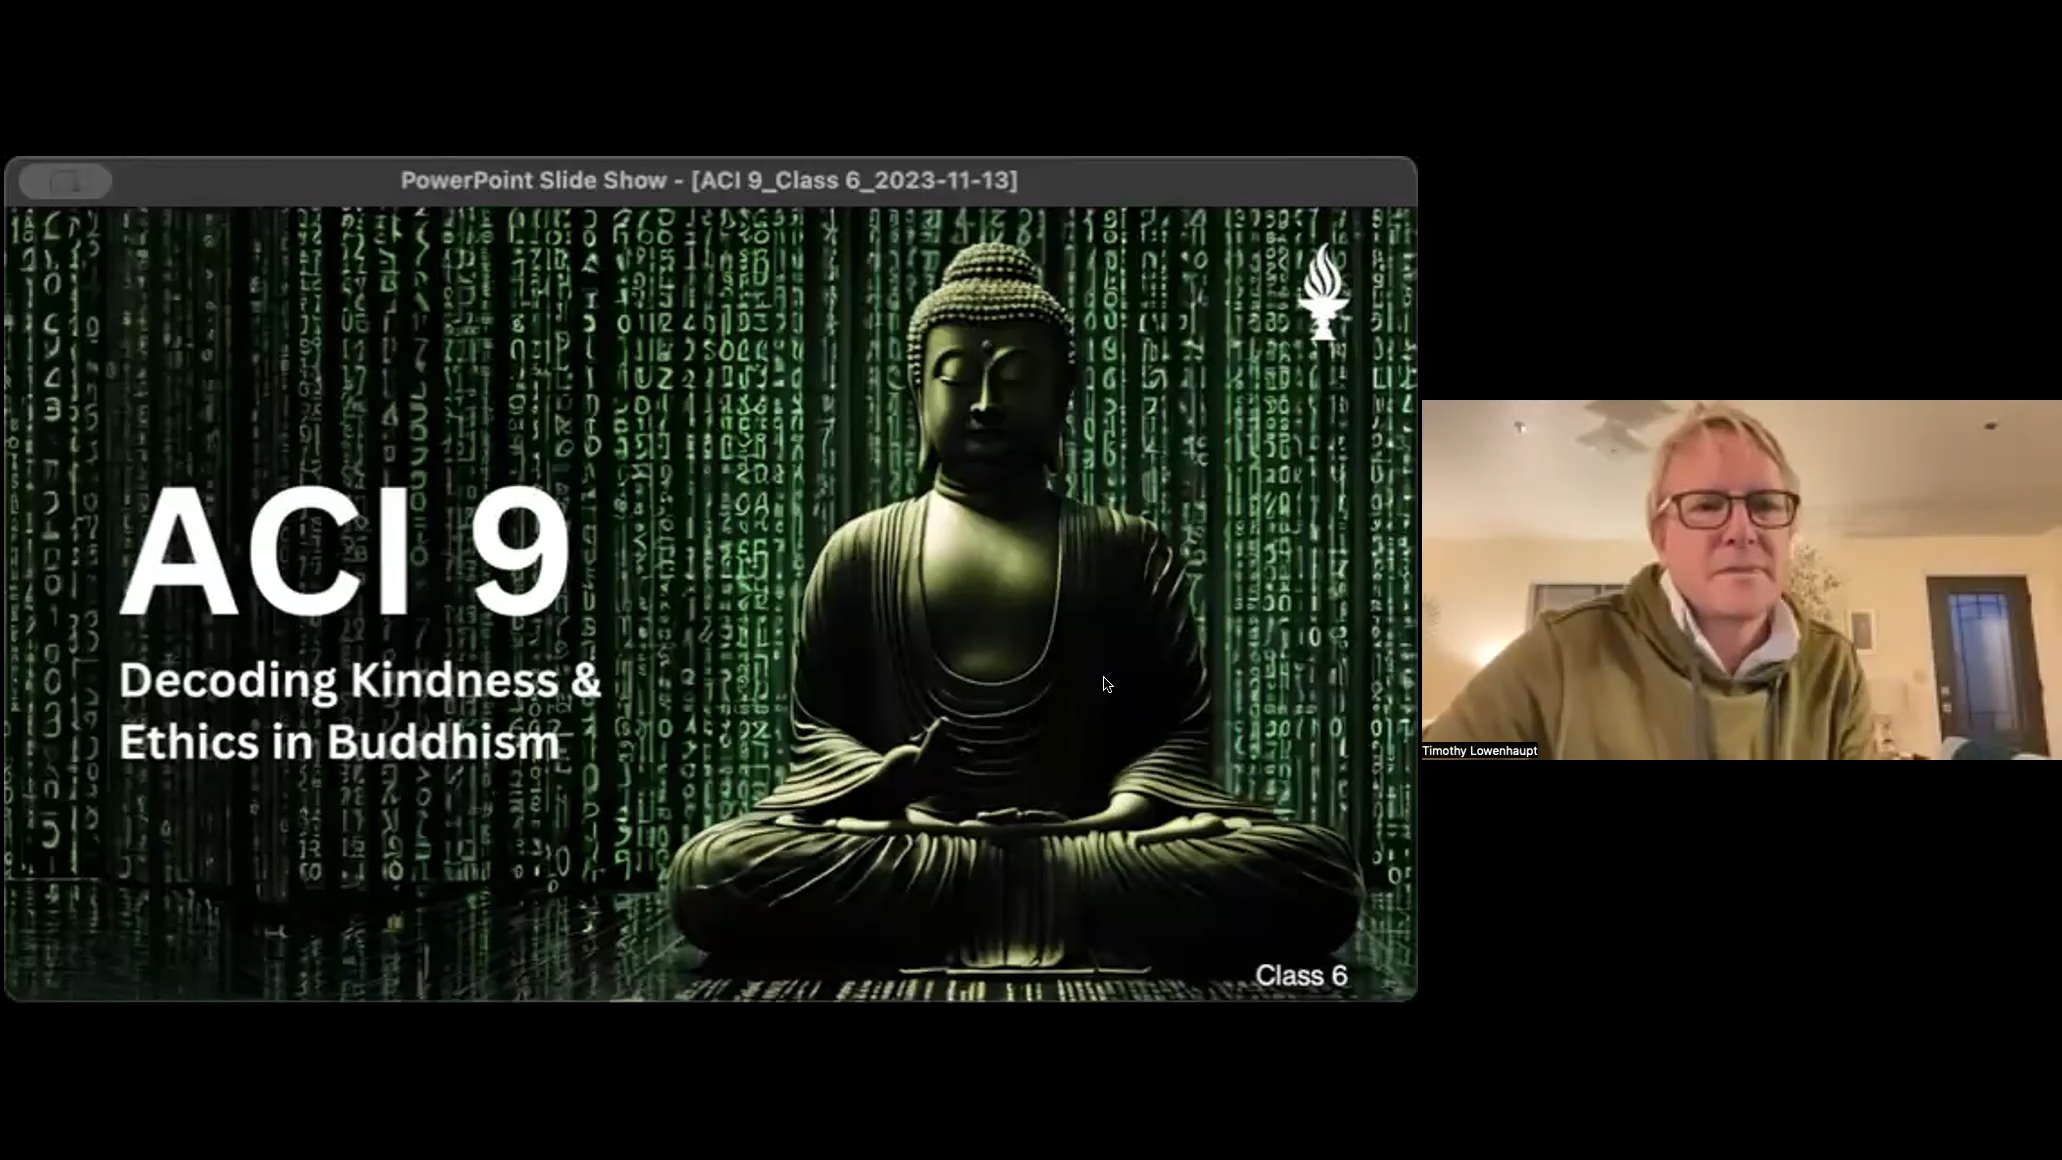 PowerPoint Slide Show - [ACI 9_Class 6_2023-11-13]
ACI 9
Decoding Kindness &
Ethics in Buddhism
Class 6
Timothy Lowenhaupt